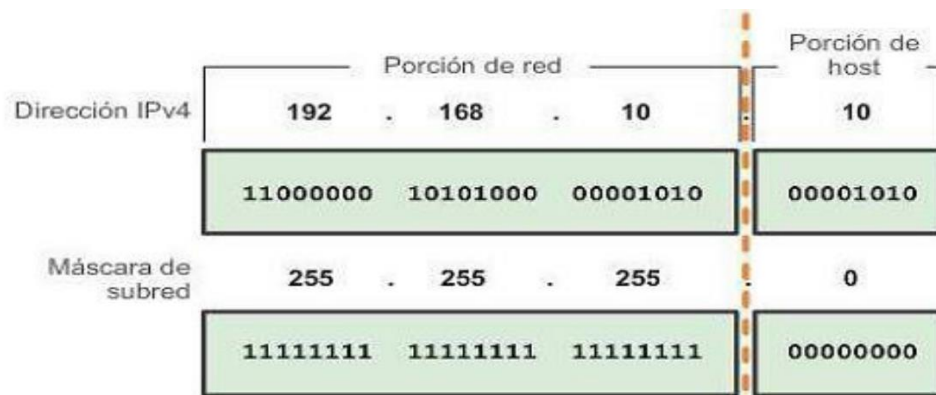 Porción de red
Porción de host
Dirección IPv4
192 . 168 . 10 . 10
11000000 10101000 00001010 00001010
Máscara de subred
255 . 255 . 255 . 0
11111111 11111111 11111111 00000000